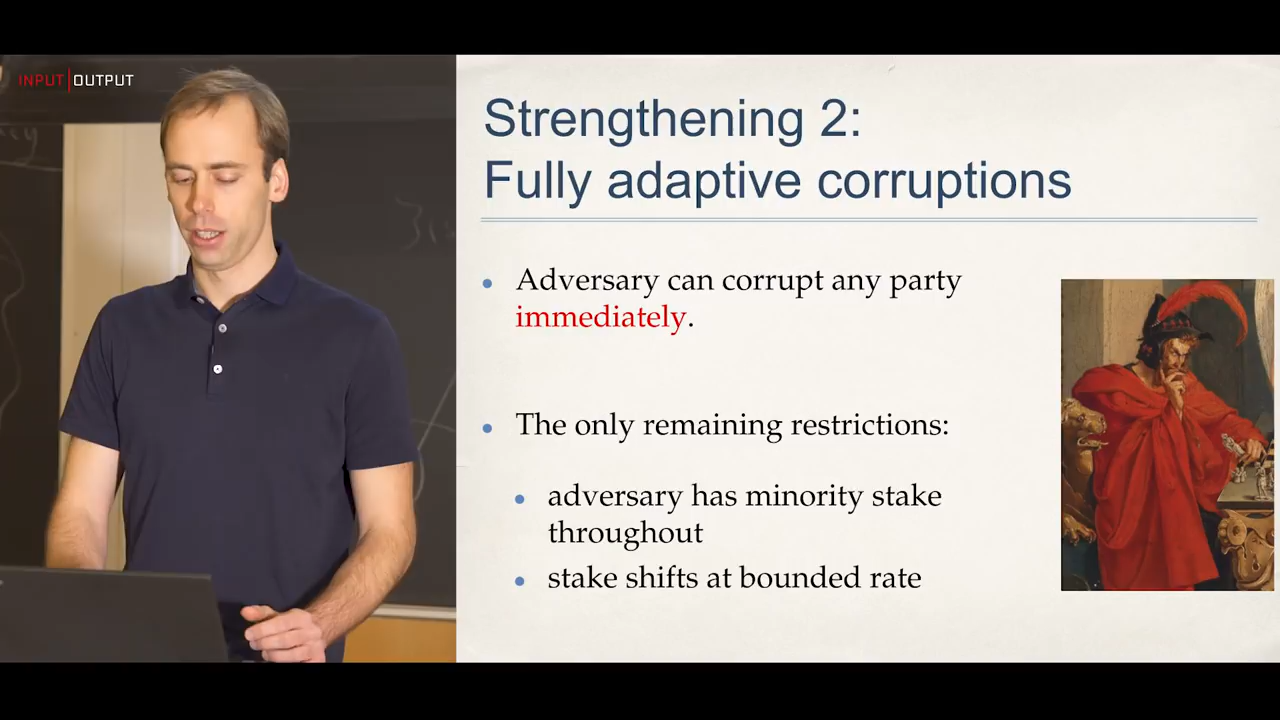 INPUT|OUTPUT
Strengthening 2:
Fully adaptive corruptions
• Adversary can corrupt any party
immediately.
• The only remaining restrictions:
• adversary has minority stake
throughout
• stake shifts at bounded rate